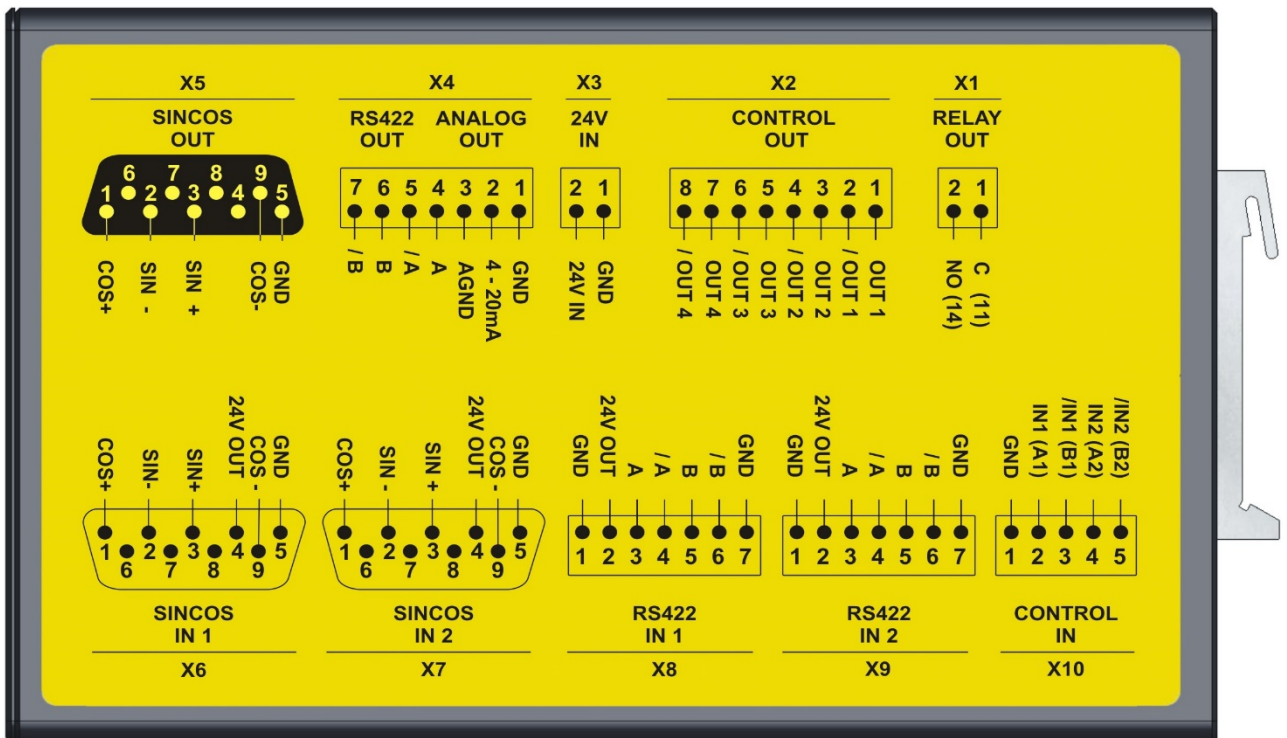 X5
SINCOS
OUT
6 7 8 9
1 2 3 4 5
COS+
SIN -
SIN +
COS-
GND
X4
RS422 OUT
ANALOG OUT
7 6 5 4 3 2 1
/ B
B
/ A
A
AGND
4 - 20mA
GND
X3
24V
IN
2 1
24V IN
GND
X2
CONTROL
OUT
8 7 6 5 4 3 2 1
/ OUT 4
OUT 4
/ OUT 3
OUT 3
/ OUT 2
OUT 2
/ OUT 1
OUT 1
X1
RELAY
OUT
2 1
NO (14)
C (11)
COS+
SIN-
SIN+
24V OUT
COS -
GND
1 2 3 4 5
6 7 8 9
SINCOS
IN 1
X6
COS+
SIN -
SIN +
24V OUT
COS -
GND
1 2 3 4 5
6 7 8 9
SINCOS
IN 2
X7
GND
24V OUT
A
/ A
B
/ B
GND
1 2 3 4 5 6 7
RS422
IN 1
X8
GND
24V OUT
A
/ A
B
/ B
GND
1 2 3 4 5 6 7
RS422
IN 2
X9
GND
IN1 (A1)
/IN1 (B1)
IN2 (A2)
/IN2 (B2)
1 2 3 4 5
CONTROL
IN
X10